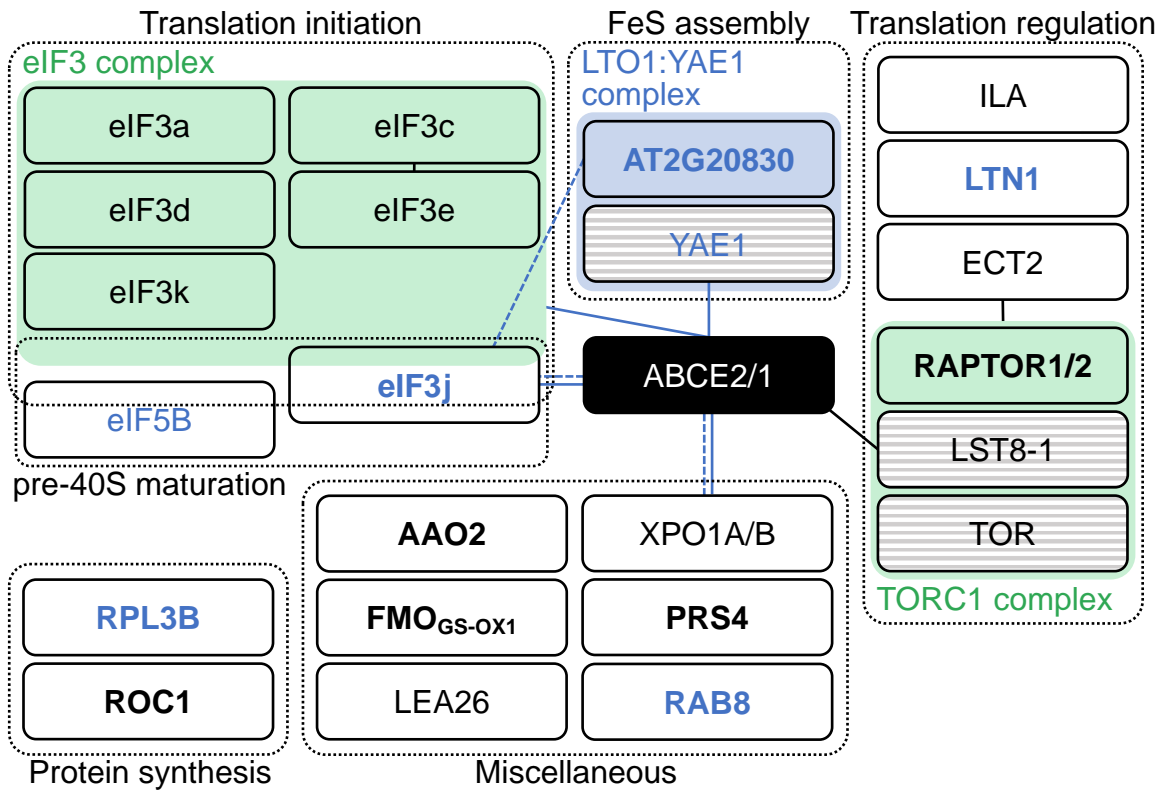 Translation initiation
eIF3 complex
eIF3a
eIF3c
eIF3d
eIF3e
eIF3k
eIF3j
eIF5B
pre-40S maturation
FeS assembly
LTO1:YAE1
complex
AT2G20830
YAE1
ABCE2/1
Translation regulation
ILA
LTN1
ECT2
RAPTOR1/2
LST8-1
TOR
TORC1 complex
RPL3B
ROC1
Protein synthesis
AAO2
XPO1A/B
FMOGS-OX1
PRS4
LEA26
RAB8
Miscellaneous